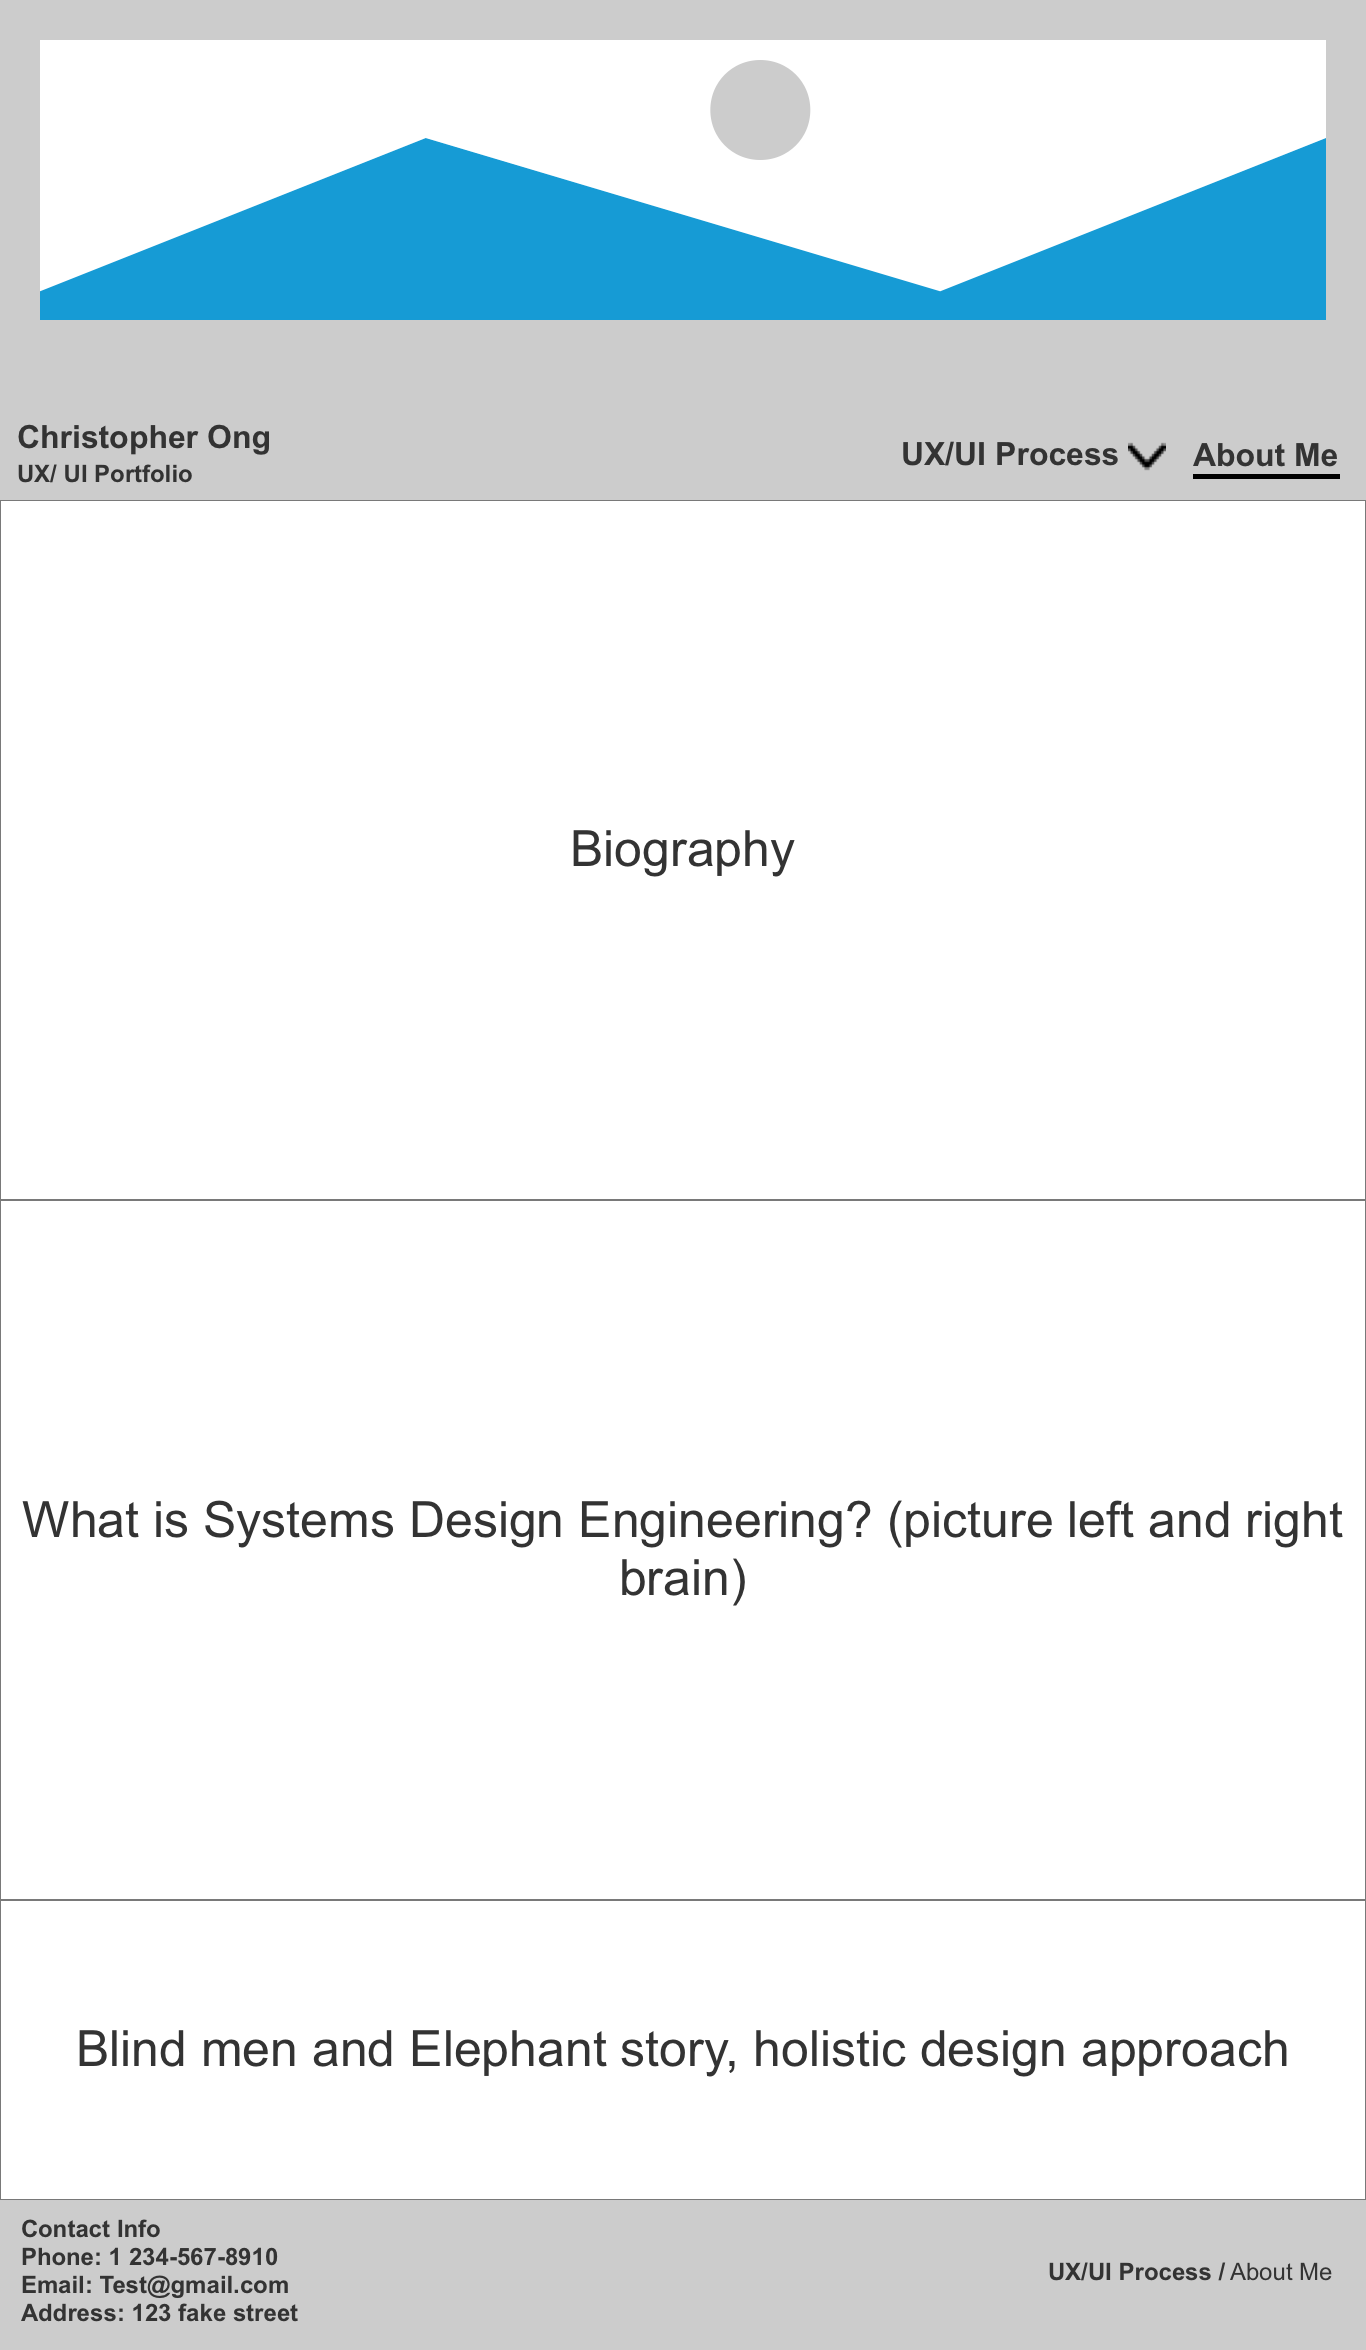 Christopher Ong
UX/ UI Portfolio
UX/UI Process
About Me
Biography
What is Systems Design Engineering? (picture left and right
brain)
Blind men and Elephant story, holistic design approach
Contact Info
Phone: 1 234-567-8910
Email: Test@gmail.com
Address: 123 fake street
UX/UI Process / About Me